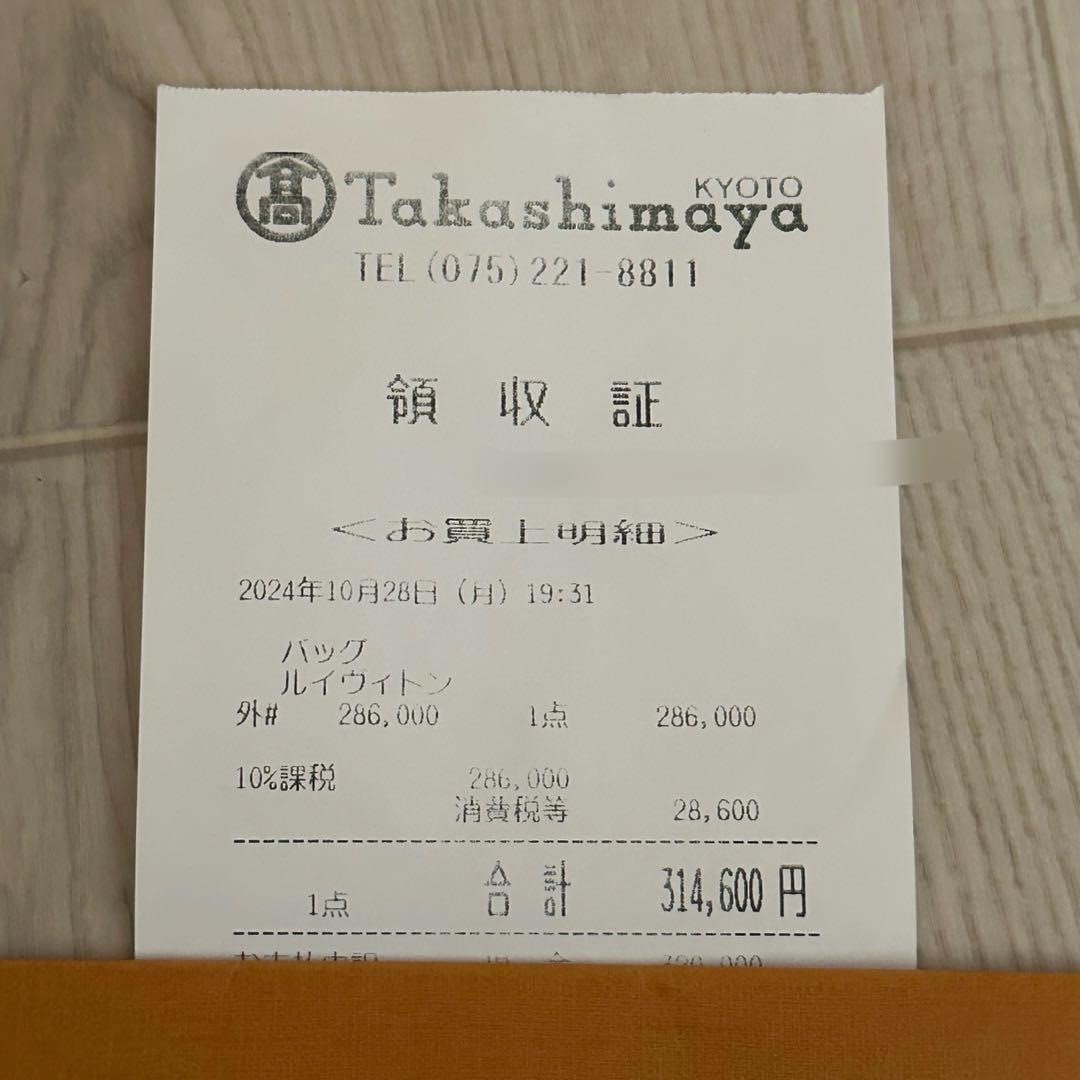 高 Takashimaya KYOTO
TEL (075) 221-8811
領 収 証
<お買上明細>
2024年10月28日 (月) 19:31
バッグ
ルイヴィトン
外# 286,000 1点 286,000
10%課税 286,000
消費税等 28,600
1点 合 計 314,600 円